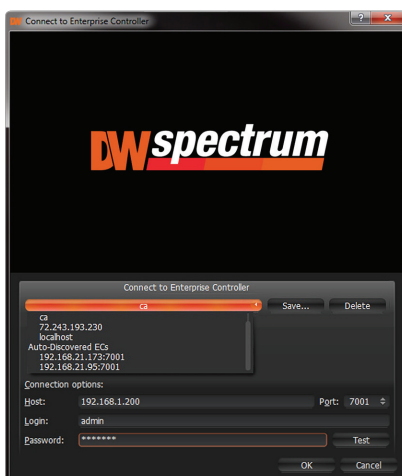 Connect to Enterprise Controller
DW spectrum
Connect to Enterprise Controller
ca Save... Delete
ca
72.243.193.230
localhost
Auto-Discovered ECs
192.168.21.173:7001
192.168.21.95:7001
Connection options:
Host: 192.168.1.200 Port: 7001
Login: admin
Password: ******* Test
OK Cancel